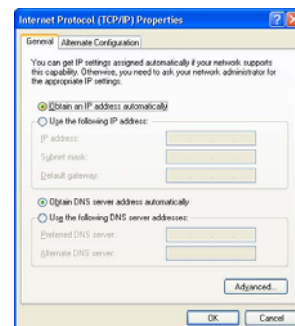 Internet Protocol (TCP/IP) Properties
General
Alternate Configuration
You can get IP settings assigned automatically if your network supports
this capability. Otherwise, you need to ask your network administrator for
the appropriate IP settings.
Obtain an IP address automatically
Use the following IP address:
IP address:
Subnet mask:
Default gateway:
Obtain DNS server address automatically
Use the following DNS server addresses:
Preferred DNS server:
Alternate DNS server:
Advanced...
OK
Cancel